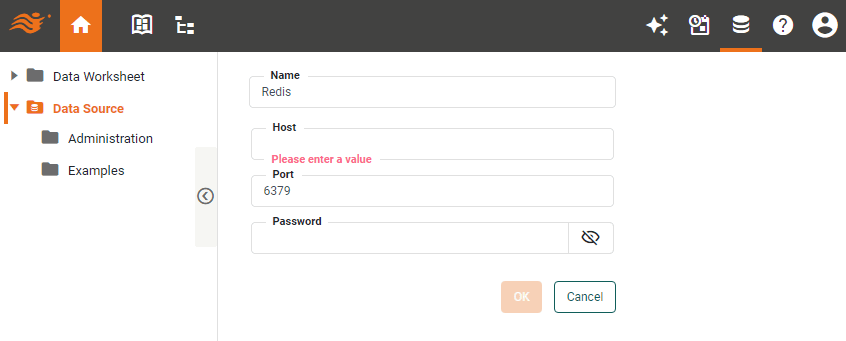 Data Worksheet
Data Source
Administration
Examples
Name
Redis
Host
Please enter a value
Port
6379
Password
OK
Cancel